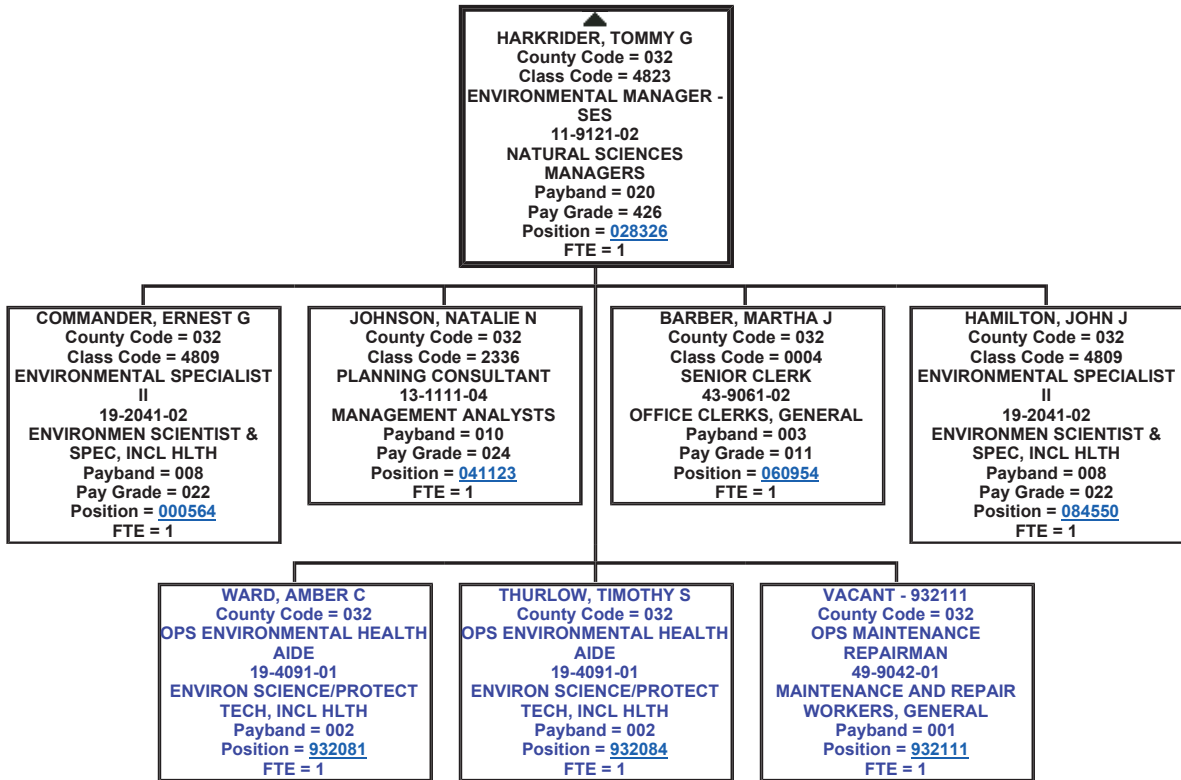 HARKRIDER, TOMMY G
County Code = 032
Class Code = 4823
ENVIRONMENTAL MANAGER -
SES
11-9121-02
NATURAL SCIENCES
MANAGERS
Payband = 020
Pay Grade = 426
Position = 028326
FTE = 1
COMMANDER, ERNEST G
County Code = 032
Class Code = 4809
ENVIRONMENTAL SPECIALIST
II
19-2041-02
ENVIRONMEN SCIENTIST &
SPEC, INCL HLTH
Payband = 008
Pay Grade = 022
Position = 000564
FTE = 1
JOHNSON, NATALIE N
County Code = 032
Class Code = 2336
PLANNING CONSULTANT
13-1111-04
MANAGEMENT ANALYSTS
Payband = 010
Pay Grade = 024
Position = 041123
FTE = 1
BARBER, MARTHA J
County Code = 032
Class Code = 0004
SENIOR CLERK
43-9061-02
OFFICE CLERKS, GENERAL
Payband = 003
Pay Grade = 011
Position = 060954
FTE = 1
HAMILTON, JOHN J
County Code = 032
Class Code = 4809
ENVIRONMENTAL SPECIALIST
II
19-2041-02
ENVIRONMEN SCIENTIST &
SPEC, INCL HLTH
Payband = 008
Pay Grade = 022
Position = 084550
FTE = 1
WARD, AMBER C
County Code = 032
OPS ENVIRONMENTAL HEALTH
AIDE
19-4091-01
ENVIRON SCIENCE/PROTECT
TECH, INCL HLTH
Payband = 002
Position = 932081
FTE = 1
THURLOW, TIMOTHY S
County Code = 032
OPS ENVIRONMENTAL HEALTH
AIDE
19-4091-01
ENVIRON SCIENCE/PROTECT
TECH, INCL HLTH
Payband = 002
Position = 932084
FTE = 1
VACANT - 932111
County Code = 032
OPS MAINTENANCE
REPAIRMAN
49-9042-01
MAINTENANCE AND REPAIR
WORKERS, GENERAL
Payband = 001
Position = 932111
FTE = 1